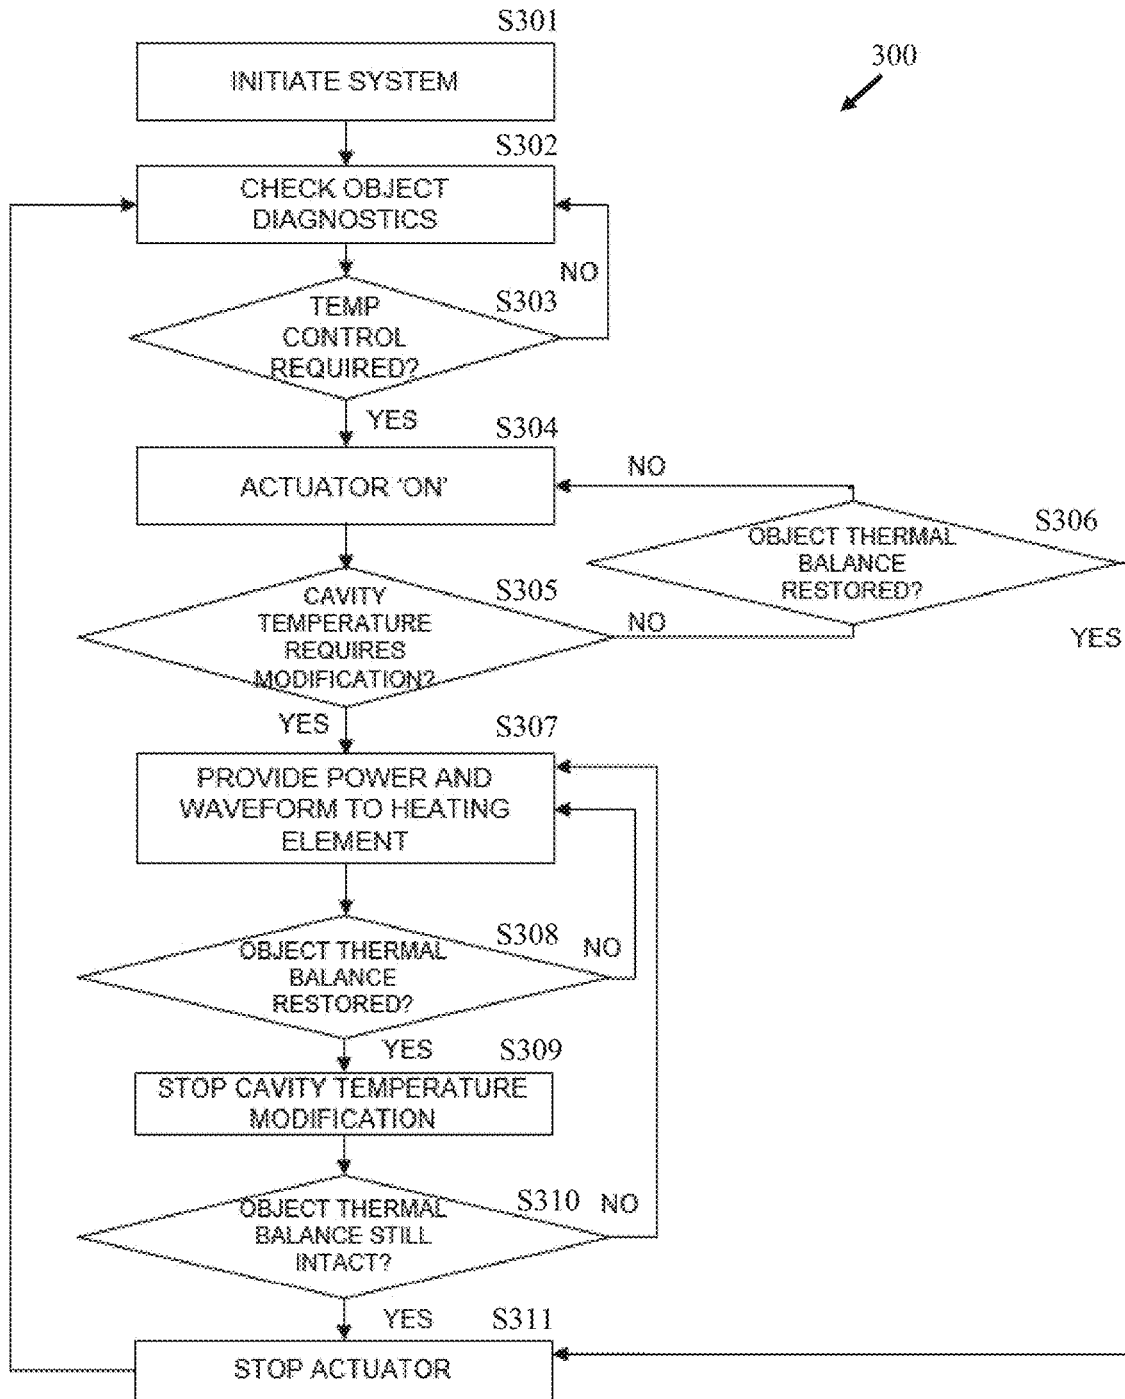 S301
300
INITIATE SYSTEM
S302
CHECK OBJECT
DIAGNOSTICS
NO
S303
TEMP
CONTROL
REQUIRED?
YES
S304
ACTUATOR 'ON'
NO
S306
OBJECT THERMAL
BALANCE
RESTORED?
YES
S305
CAVITY
TEMPERATURE
REQUIRES
MODIFICATION?
NO
YES
S307
PROVIDE POWER AND
WAVEFORM TO HEATING
ELEMENT
S308
OBJECT THERMAL
BALANCE
RESTORED?
NO
YES
S309
STOP CAVITY TEMPERATURE
MODIFICATION
S310
OBJECT THERMAL
BALANCE STILL
INTACT?
NO
YES
S311
STOP ACTUATOR